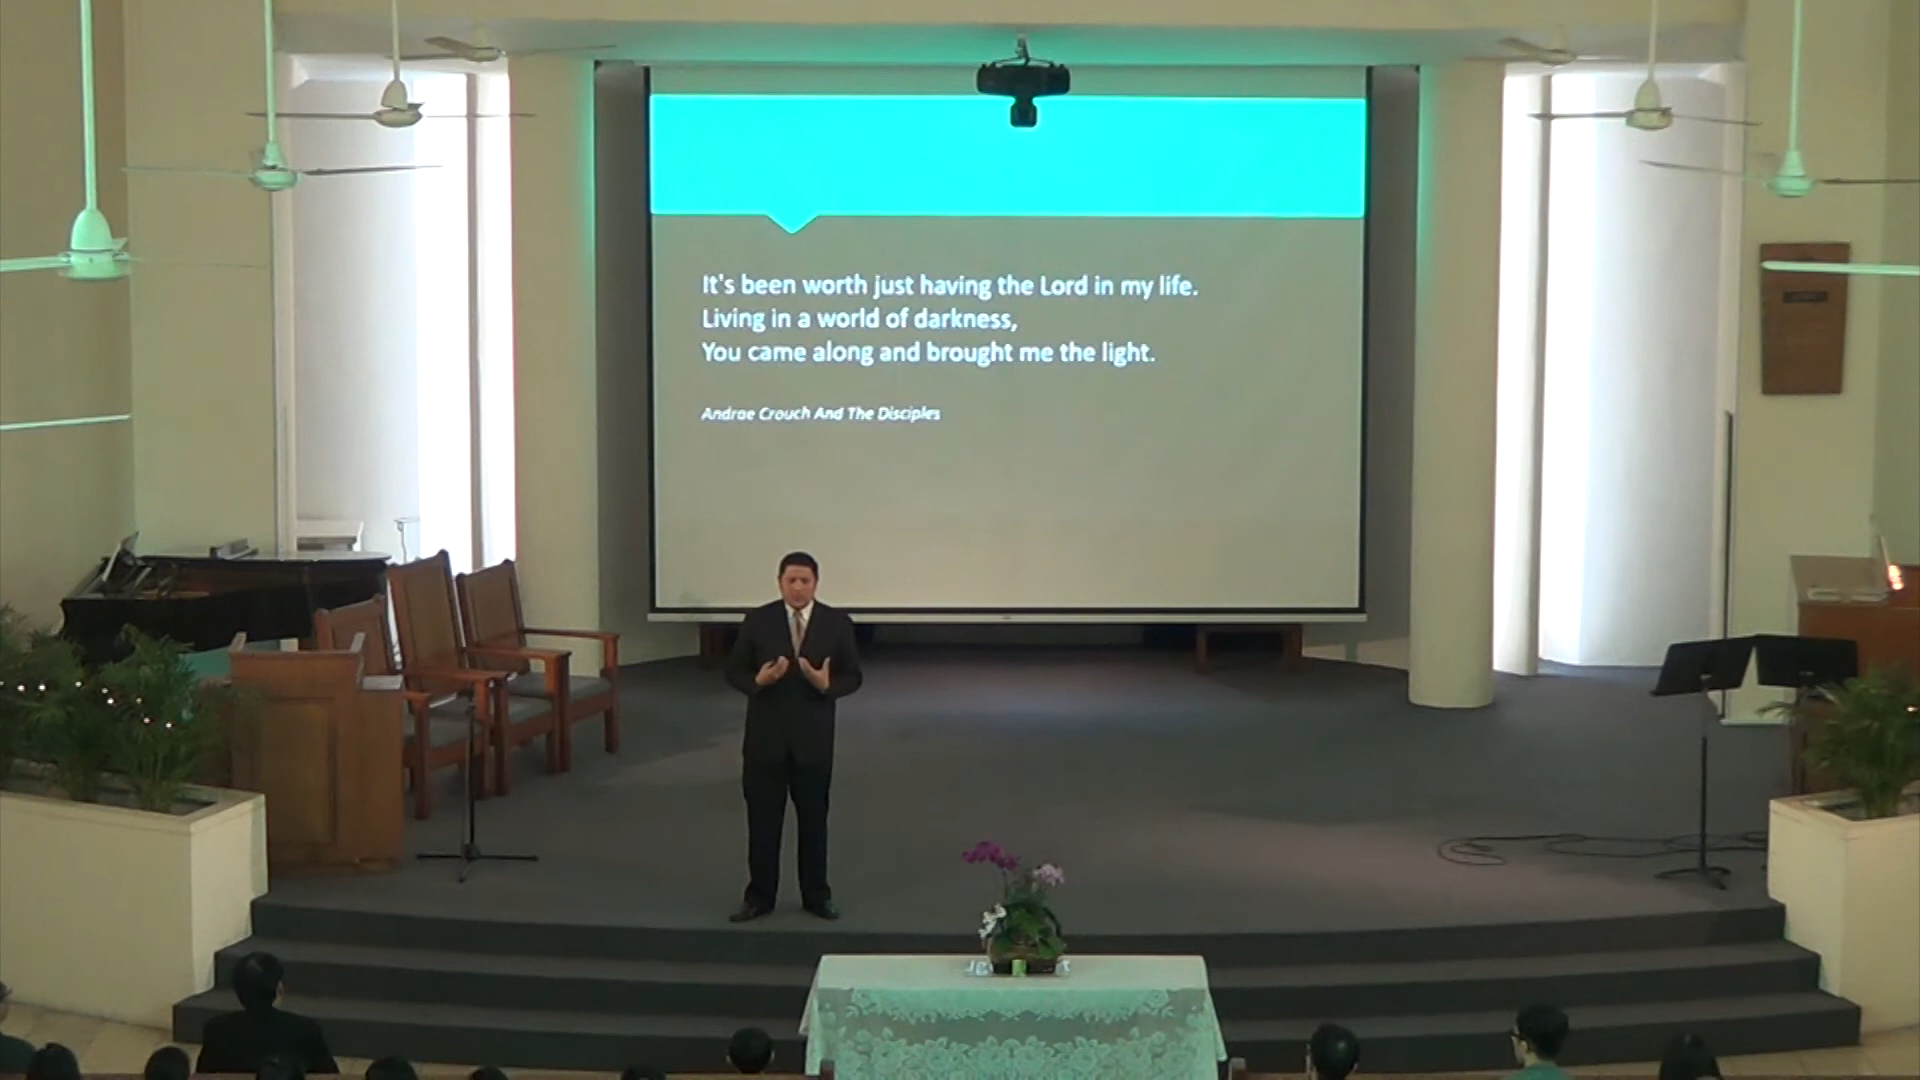 It's been worth just having the Lord in my life.
Living in a world of darkness,
You came along and brought me the light.
Andrae Crouch And The Disciples